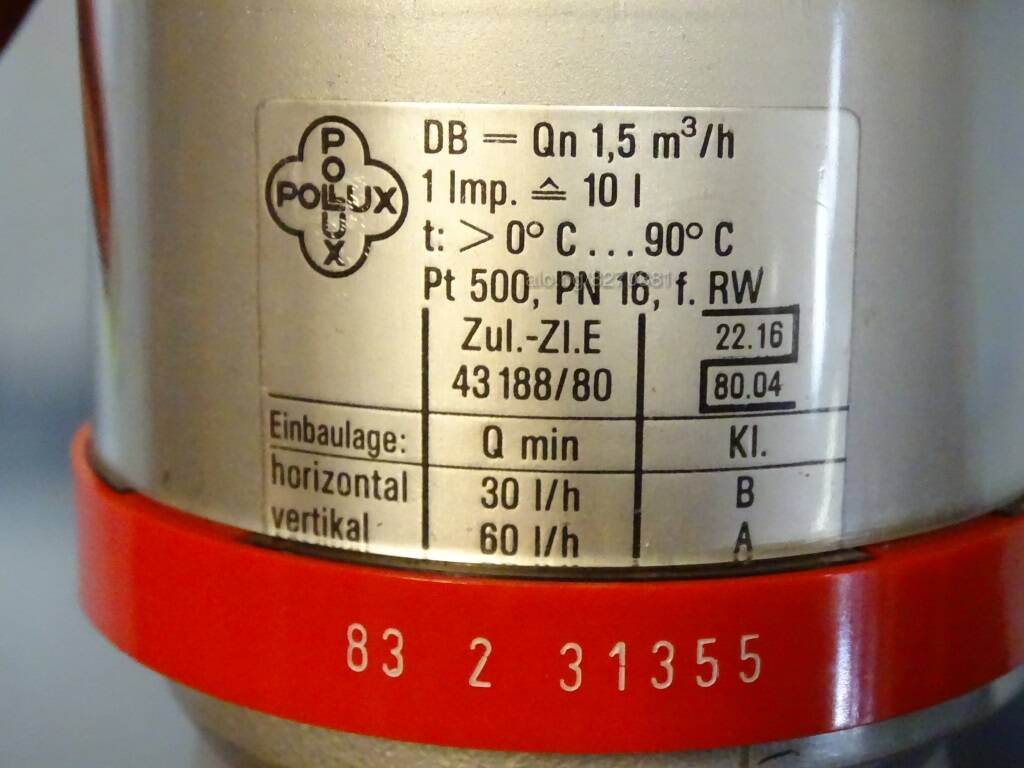 POLLUX
POLLUX
DB = Qn 1,5 m³/h
1 Imp. ≙ 10 l
t: > 0° C...90° C
Pt 500, PN 16, f. RW
Zul.-Zl.E 22.16
43 188/80 80.04
Einbaulage: Q min Kl.
horizontal 30 l/h B
vertikal 60 l/h A
83 2 31355